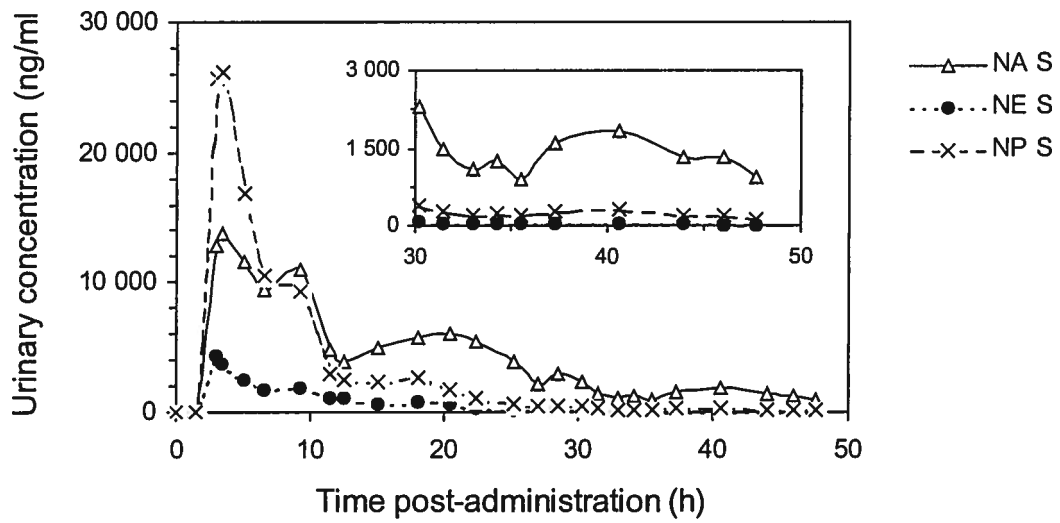 Urinary concentration (ng/ml)
30 000
20 000
10 000
0
0 10 20 30 40 50
Time post-administration (h)
3 000
1 500
0
30 40 50
NA S
NE S
NP S